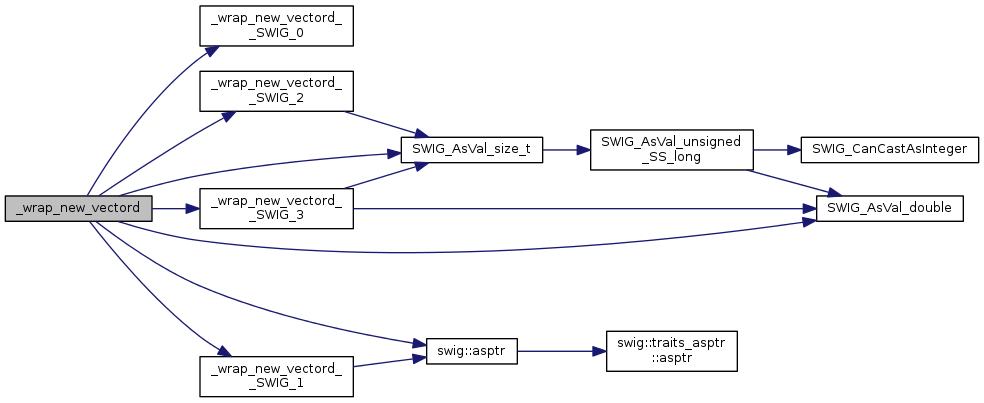 _wrap_new_vectord_
_SWIG_0
_wrap_new_vectord_
_SWIG_2
SWIG_AsVal_size_t
SWIG_AsVal_unsigned
_SS_long
SWIG_CanCastAsInteger
_wrap_new_vectord
_wrap_new_vectord_
_SWIG_3
SWIG_AsVal_double
swig::asptr
swig::traits_asptr
::asptr
_wrap_new_vectord_
_SWIG_1